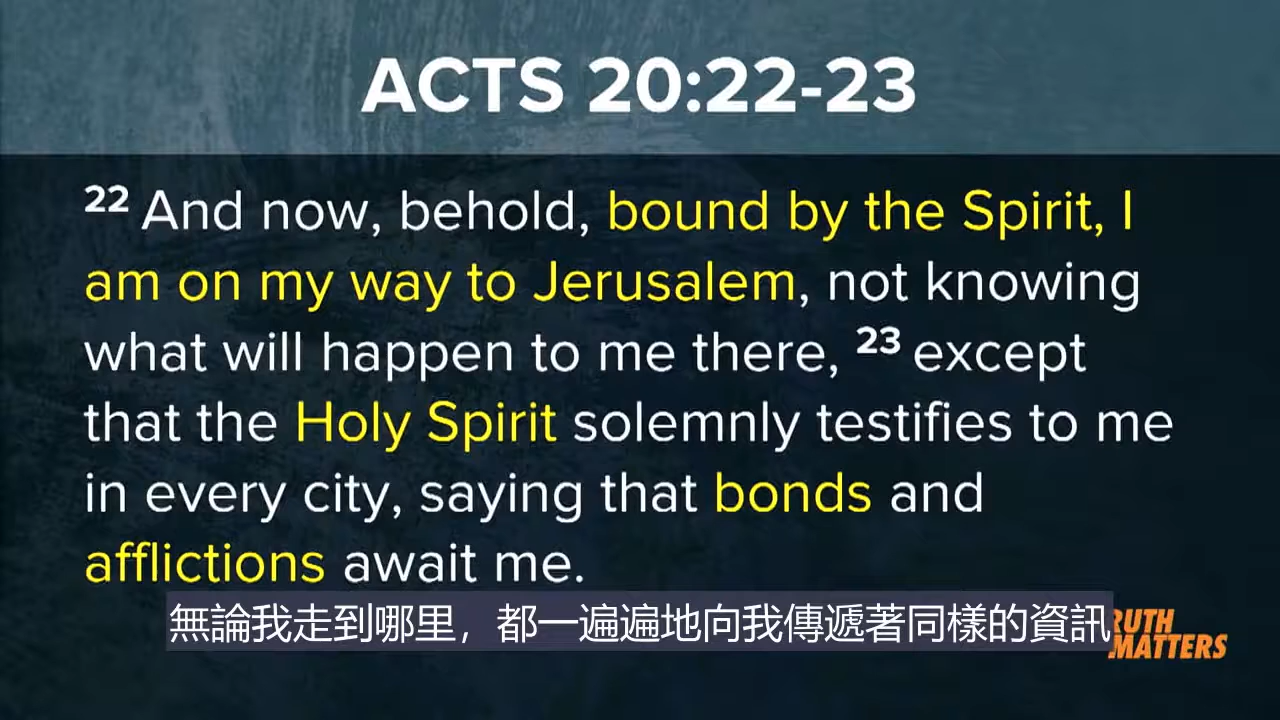 ACTS 20:22-23
22 And now, behold, bound by the Spirit, I
am on my way to Jerusalem, not knowing
what will happen to me there, 23 except
that the Holy Spirit solemnly testifies to me
in every city, saying that bonds and
afflictions await me.
無論我走到哪里，都一遍遍地向我傳遞著同樣的資訊
RUTH
MATTERS